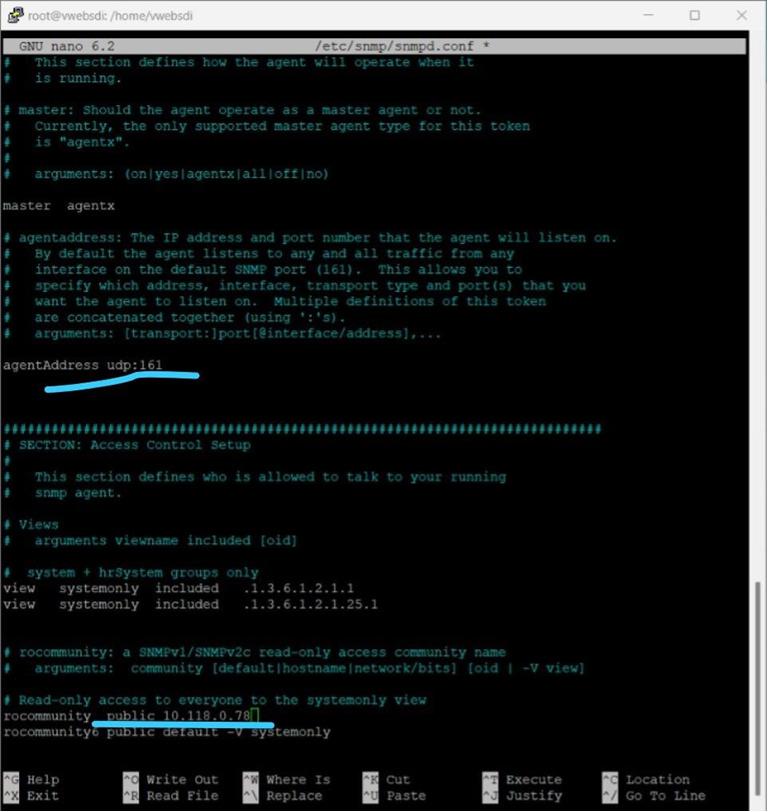 root@vwebsdi: /home/vwebsdi
GNU nano 6.2 /etc/snmp/snmpd.conf *
# This section defines how the agent will operate when it
# is running.
# master: Should the agent operate as a master agent or not.
# Currently, the only supported master agent type for this token
# is "agentx".
#
# arguments: (on|yes|agentx|all|off|no)
master agentx
# agentaddress: The IP address and port number that the agent will listen on.
# By default the agent listens to any and all traffic from any
# interface on the default SNMP port (161). This allows you to
# specify which address, interface, transport type and port(s) that you
# want the agent to listen on. Multiple definitions of this token
# are concatenated together (using ':'s).
# arguments: [transport:]port[@interface/address],...
agentAddress udp:161
###########################################################################
# SECTION: Access Control Setup
#
# This section defines who is allowed to talk to your running
# snmp agent.
# Views
# arguments viewname included [oid]
# system + hrSystem groups only
view systemonly included .1.3.6.1.2.1.1
view systemonly included .1.3.6.1.2.1.25.1
# rocommunity: a SNMPv1/SNMPv2c read-only access community name
# arguments: community [default|hostname|network/bits] [oid | -V view]
# Read-only access to everyone to the systemonly view
rocommunity public 10.118.0.78
rocommunity6 public default -V systemonly
^G Help ^O Write Out ^W Where Is ^K Cut ^T Execute ^C Location
^X Exit ^R Read File ^\ Replace ^U Paste ^J Justify ^/ Go To Line